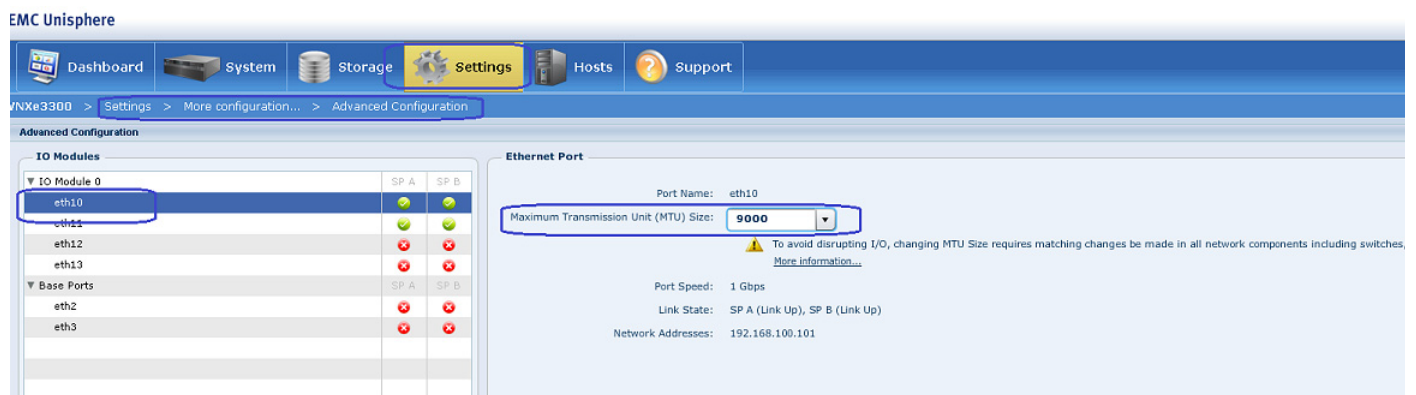 EMC Unisphere
Dashboard System Storage Settings Hosts Support
VNXe3300 > Settings > More configuration... > Advanced Configuration
Advanced Configuration
IO Modules
IO Module 0 SP A SP B
eth10
eth11
eth12
eth13
Base Ports SP A SP B
eth2
eth3
Ethernet Port
Port Name: eth10
Maximum Transmission Unit (MTU) Size: 9000
To avoid disrupting I/O, changing MTU Size requires matching changes be made in all network components including switches,
More information...
Port Speed: 1 Gbps
Link State: SP A (Link Up), SP B (Link Up)
Network Addresses: 192.168.100.101